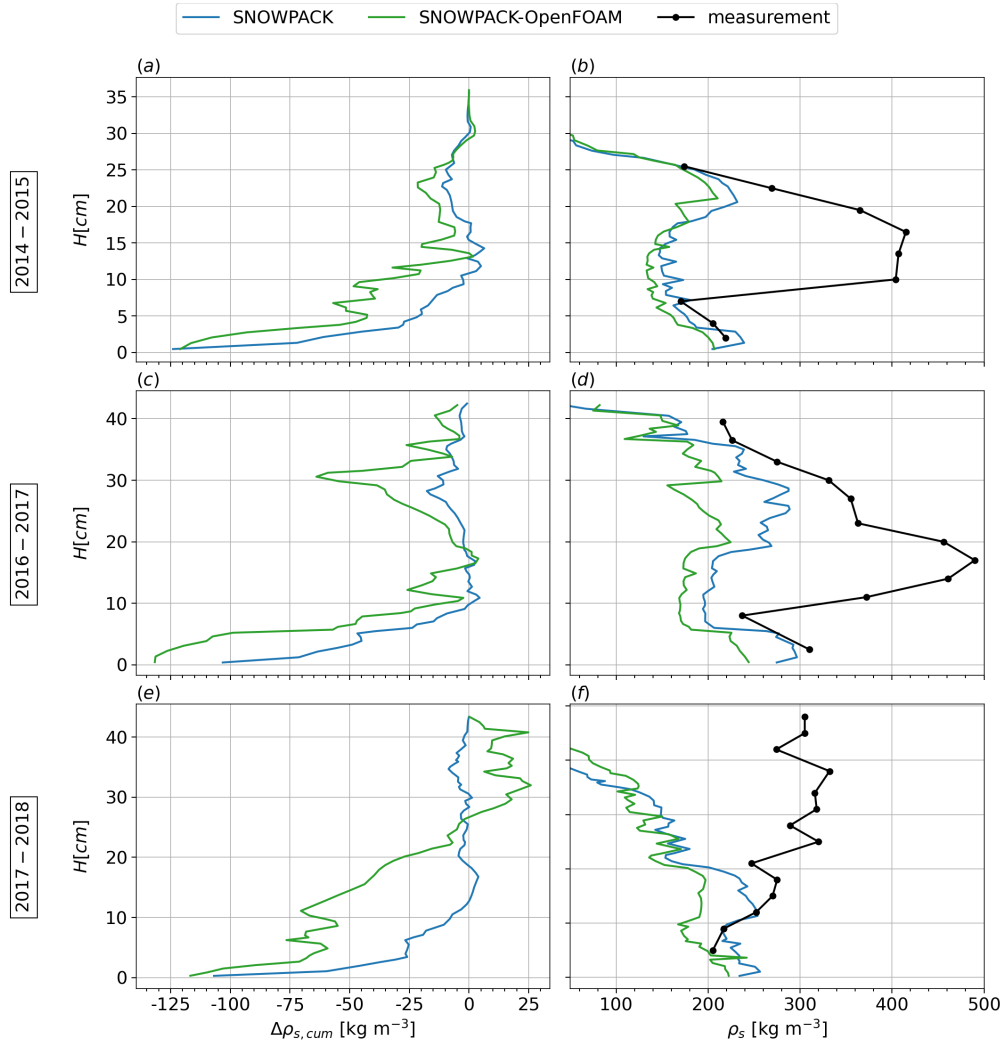 SNOWPACK SNOWPACK-OpenFOAM measurement
(a) (b)
2014 − 2015
H[cm]
35
30
25
20
15
10
5
0
(c) (d)
2016 − 2017
H[cm]
40
30
20
10
0
(e) (f)
2017 − 2018
H[cm]
40
30
20
10
0
-125 -100 -75 -50 -25 0 25
100 200 300 400 500
Δρs,cum [kg m−3]
ρs [kg m−3]